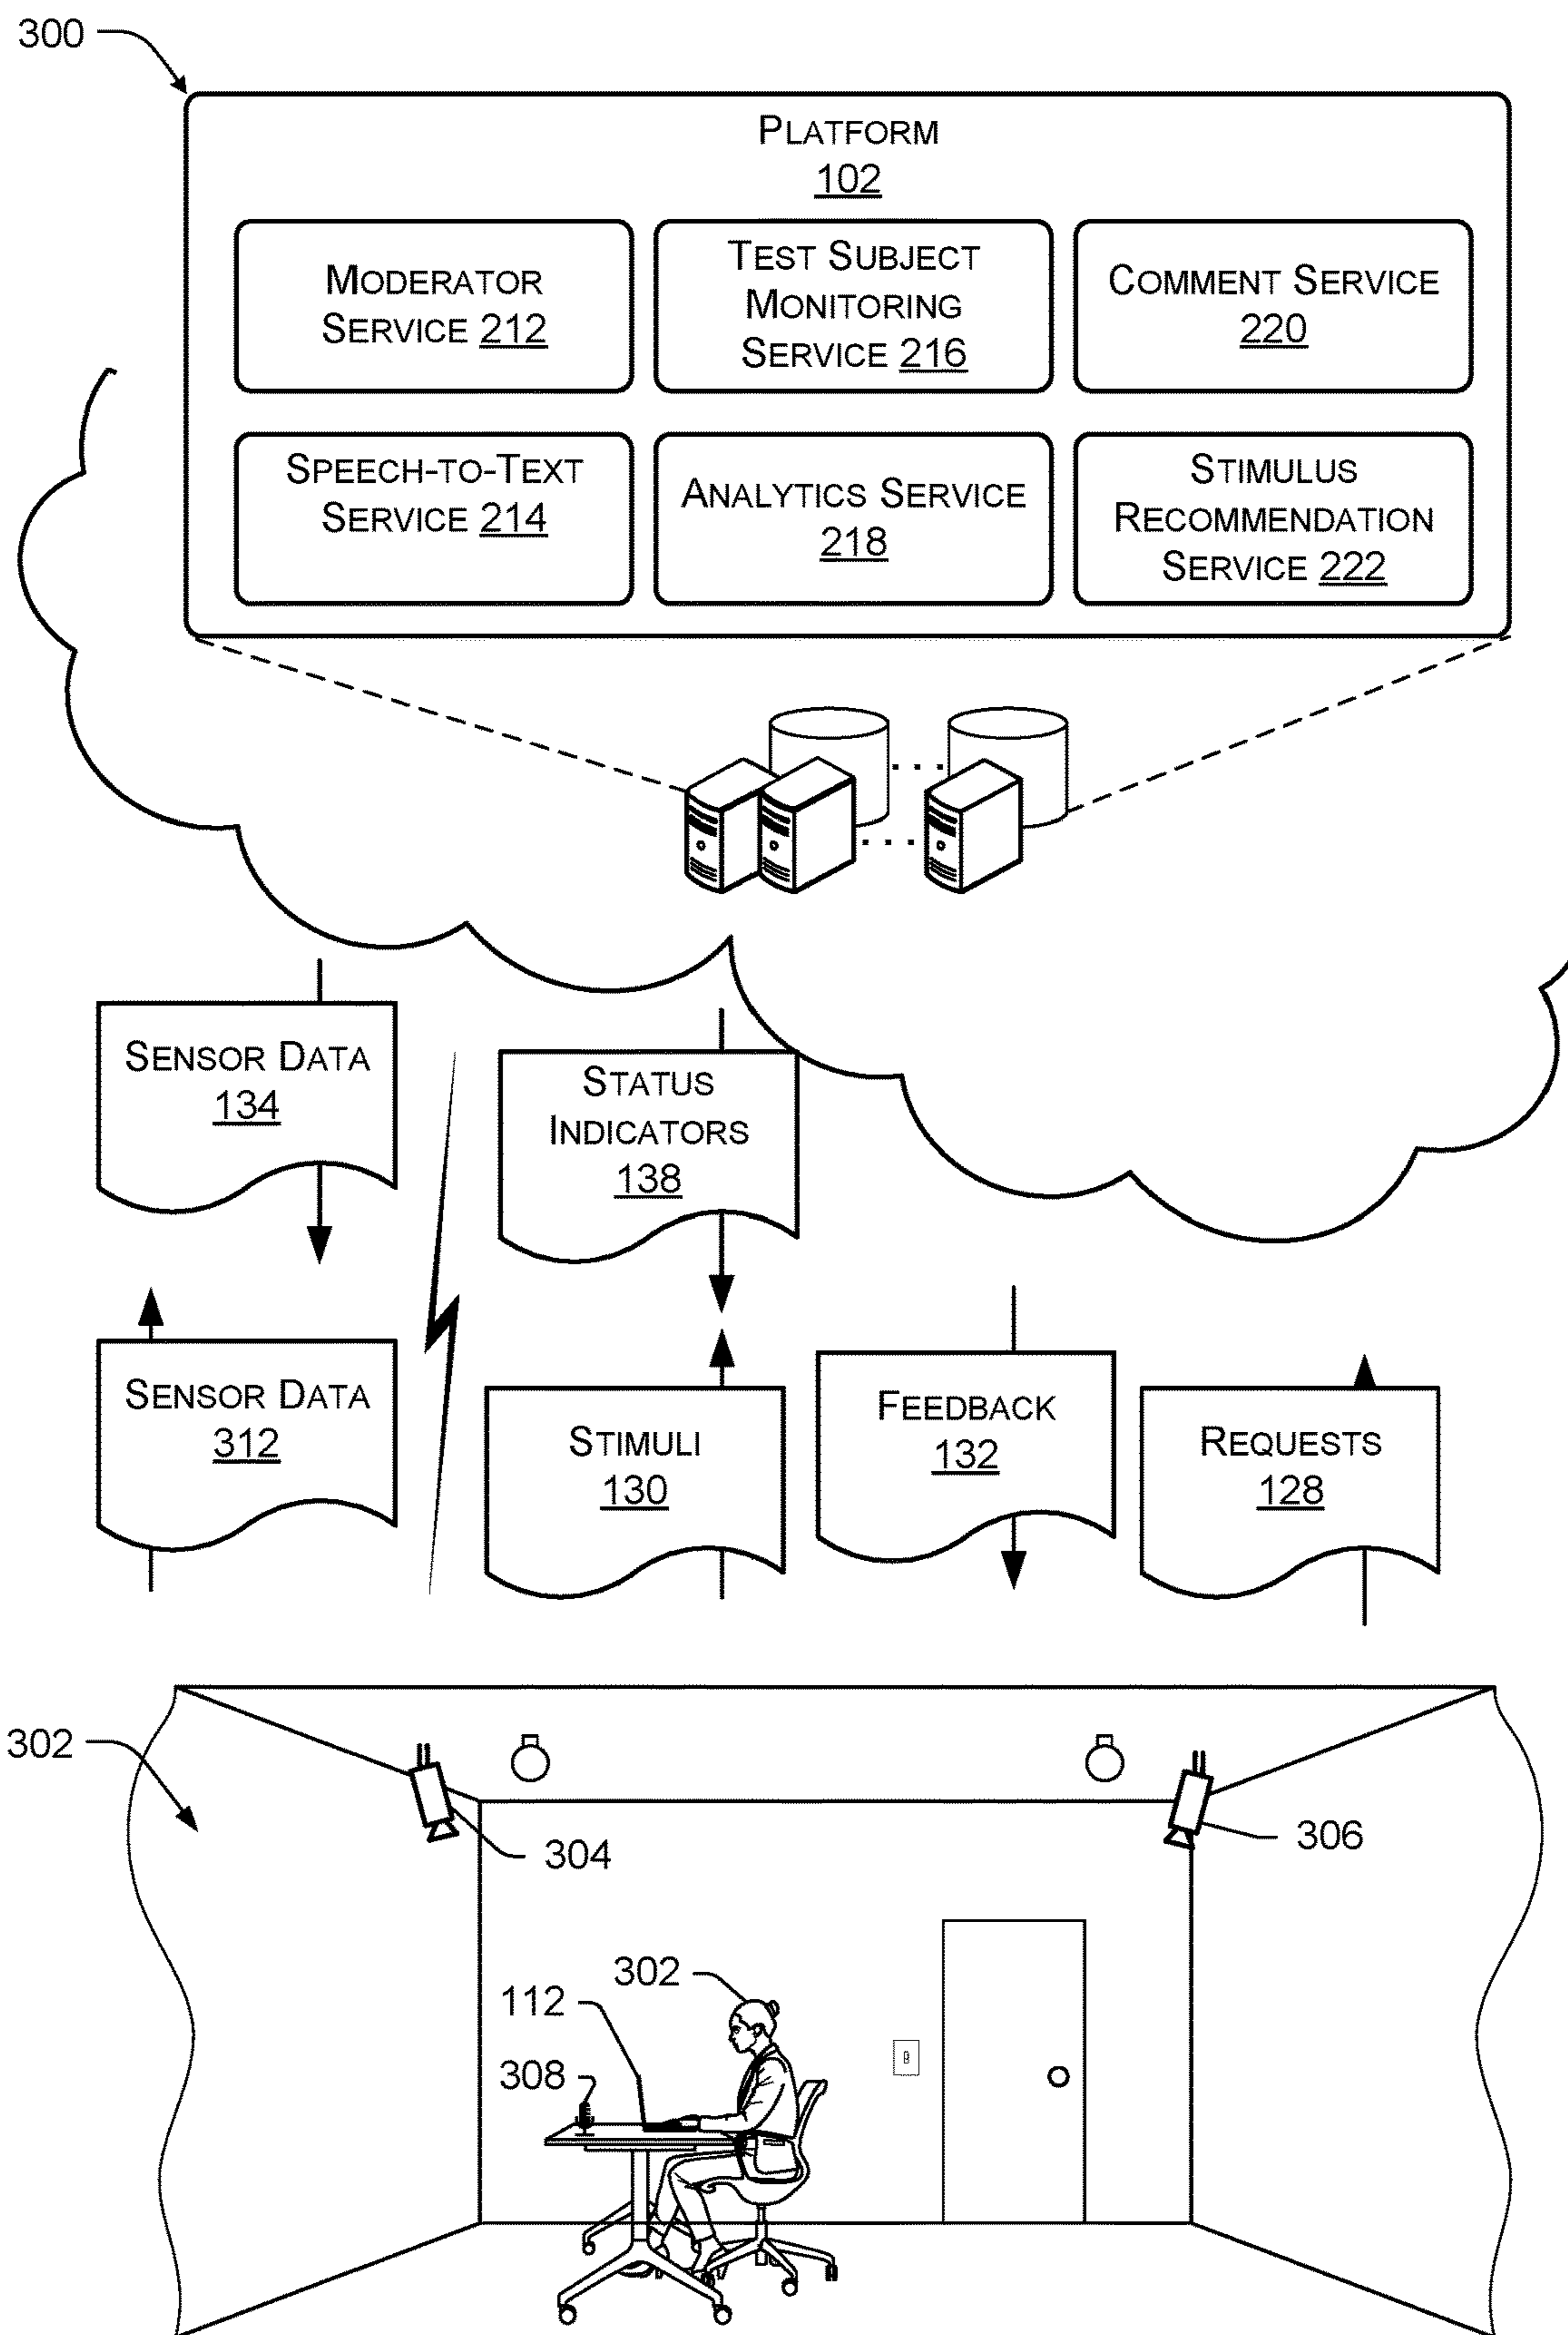 300
PLATFORM
102
MODERATOR
SERVICE 212
TEST SUBJECT
MONITORING
SERVICE 216
COMMENT SERVICE
220
SPEECH-TO-TEXT
SERVICE 214
ANALYTICS SERVICE
218
STIMULUS
RECOMMENDATION
SERVICE 222
SENSOR DATA
134
STATUS
INDICATORS
138
SENSOR DATA
312
STIMULI
130
FEEDBACK
132
REQUESTS
128
302
304
306
302
112
308